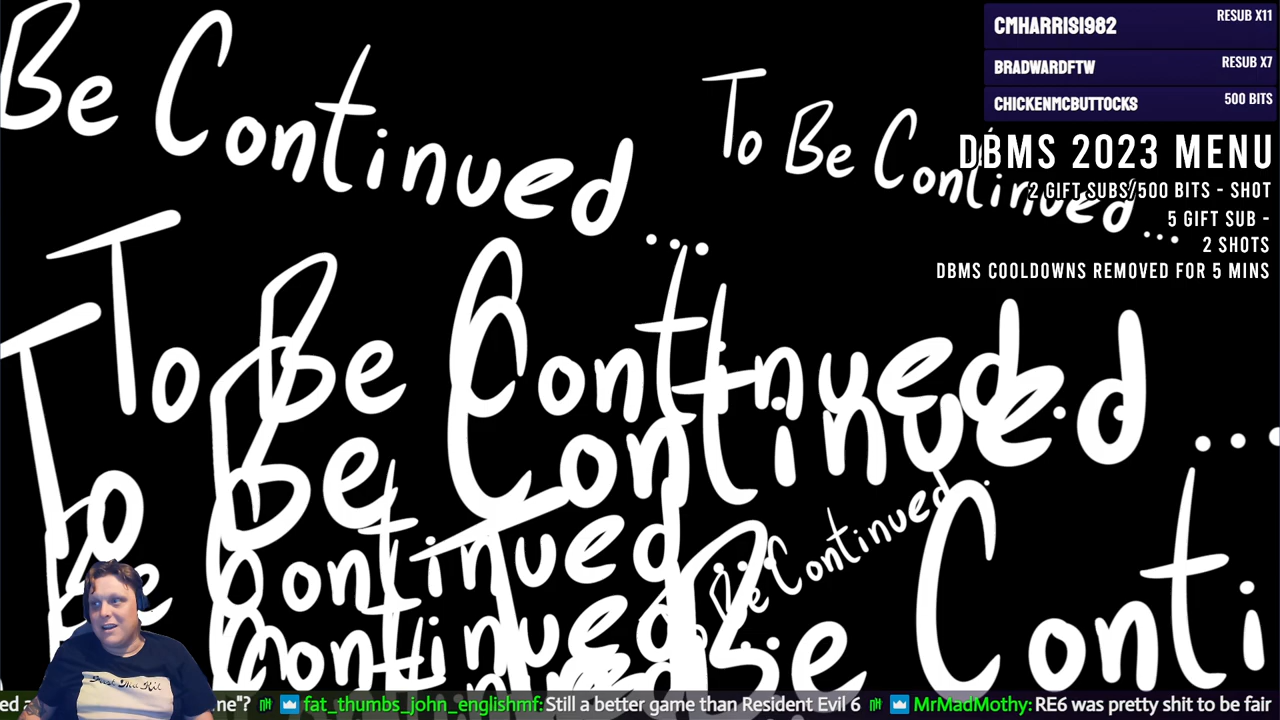 Be Continued ...
To Be Continued ...
To Be Continued ...
To Be Continued ...
Be Continued
Continued
Be Continued
Be Conti
CMHARRIS1982 RESUB X11
BRADWARDFTW RESUB X7
CHICKENMCBUTTOCKS 500 BITS
DBMS 2023 MENU
2 GIFT SUBS/500 BITS - SHOT
5 GIFT SUB -
2 SHOTS
DBMS COOLDOWNS REMOVED FOR 5 MINS
fat_thumbs_john_englishmf: Still a better game than Resident Evil 6 MrMadMothy: RE6 was pretty shit to be fair